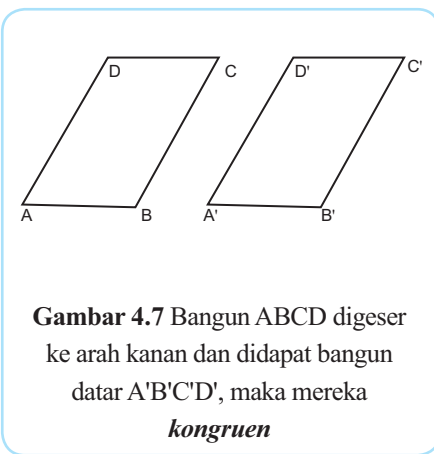 D C D' C'
A B A' B'
Gambar 4.7 Bangun ABCD digeser
ke arah kanan dan didapat bangun
datar A'B'C'D', maka mereka
kongruen